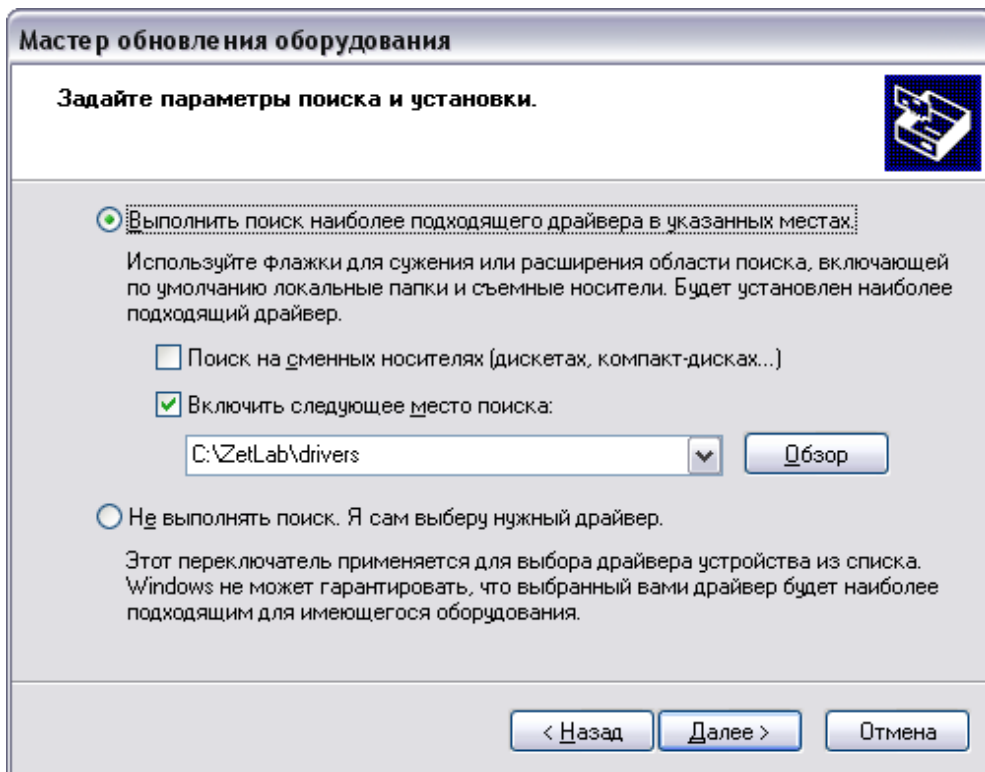 Мастер обновления оборудования
Задайте параметры поиска и установки.
Выполнить поиск наиболее подходящего драйвера в указанных местах.
Используйте флажки для сужения или расширения области поиска, включающей
по умолчанию локальные папки и съемные носители. Будет установлен наиболее
подходящий драйвер.
Поиск на сменных носителях (дискетах, компакт-дисках...)
Включить следующее место поиска:
C:\ZetLab\drivers
Обзор
Не выполнять поиск. Я сам выберу нужный драйвер.
Этот переключатель применяется для выбора драйвера устройства из списка.
Windows не может гарантировать, что выбранный вами драйвер будет наиболее
подходящим для имеющегося оборудования.
< Назад
Далее >
Отмена